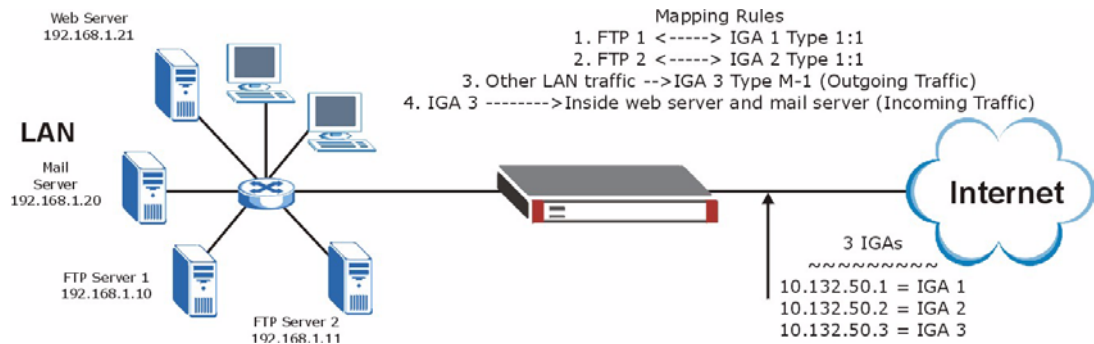 Web Server
192.168.1.21
LAN
Mail
Server
192.168.1.20
FTP Server 1
192.168.1.10
FTP Server 2
192.168.1.11
Mapping Rules
1. FTP 1 <-----> IGA 1 Type 1:1
2. FTP 2 <-----> IGA 2 Type 1:1
3. Other LAN traffic -->IGA 3 Type M-1 (Outgoing Traffic)
4. IGA 3 -------->Inside web server and mail server (Incoming Traffic)
Internet
3 IGAs
~~~~~~~~~
10.132.50.1 = IGA 1
10.132.50.2 = IGA 2
10.132.50.3 = IGA 3